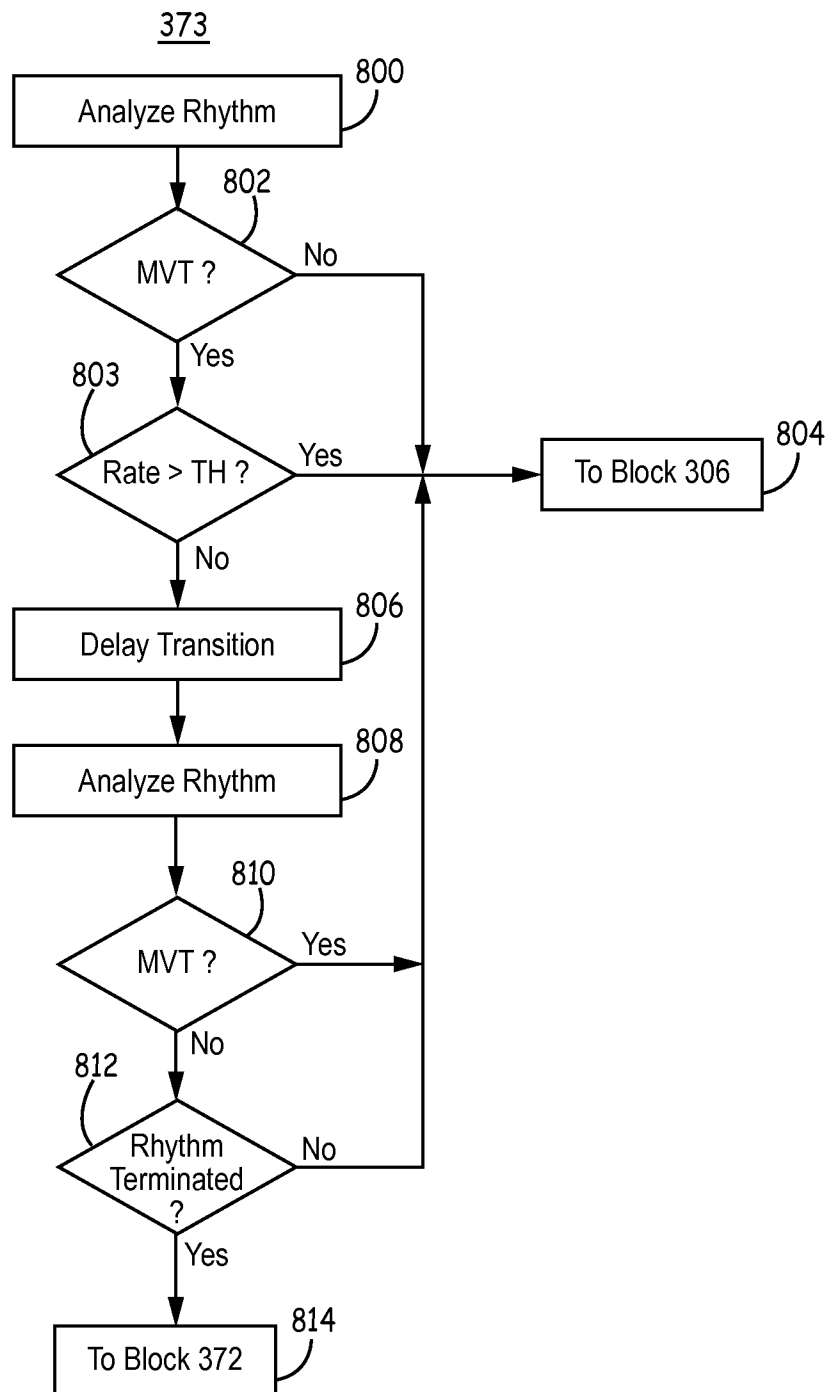 373
800
Analyze Rhythm
802
MVT ?
No
Yes
803
Rate > TH ?
Yes
804
To Block 306
No
806
Delay Transition
808
Analyze Rhythm
810
MVT ?
Yes
No
812
Rhythm
Terminated
?
No
Yes
814
To Block 372